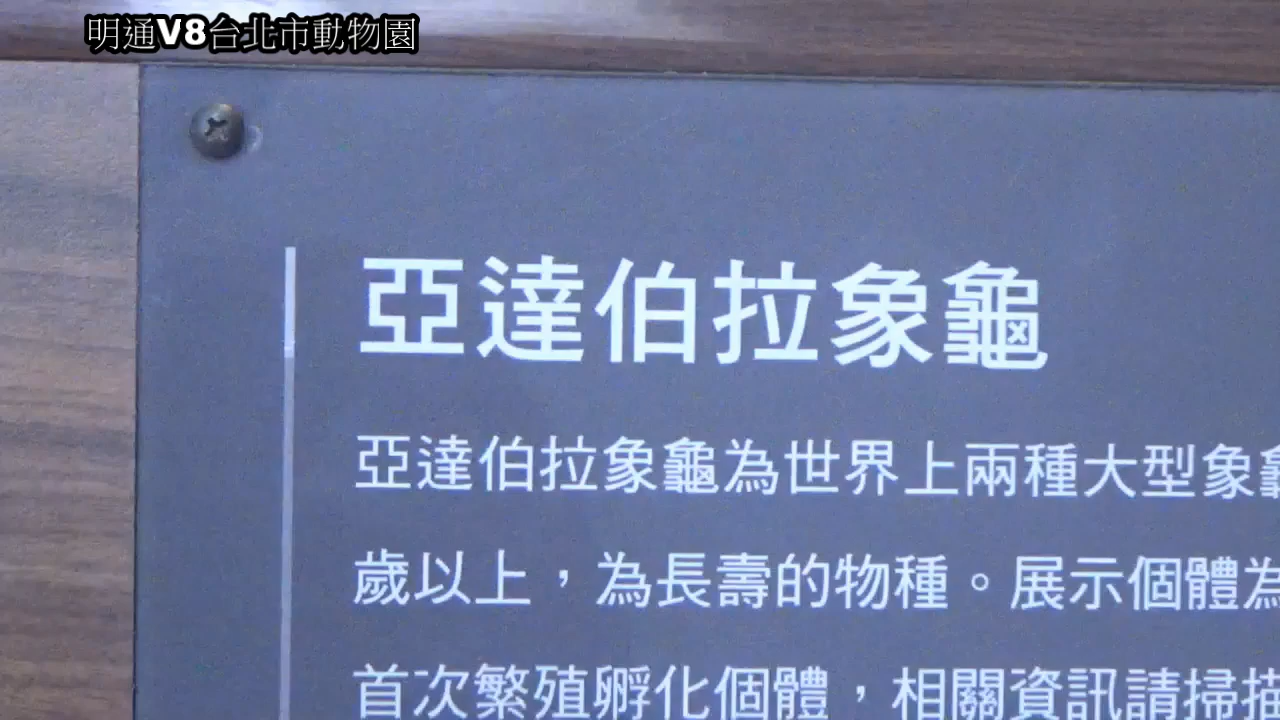 明通V8台北市動物園
亞達伯拉象龜
亞達伯拉象龜為世界上兩種大型象龜
歲以上，為長壽的物種。展示個體為
首次繁殖孵化個體，相關資訊請掃描